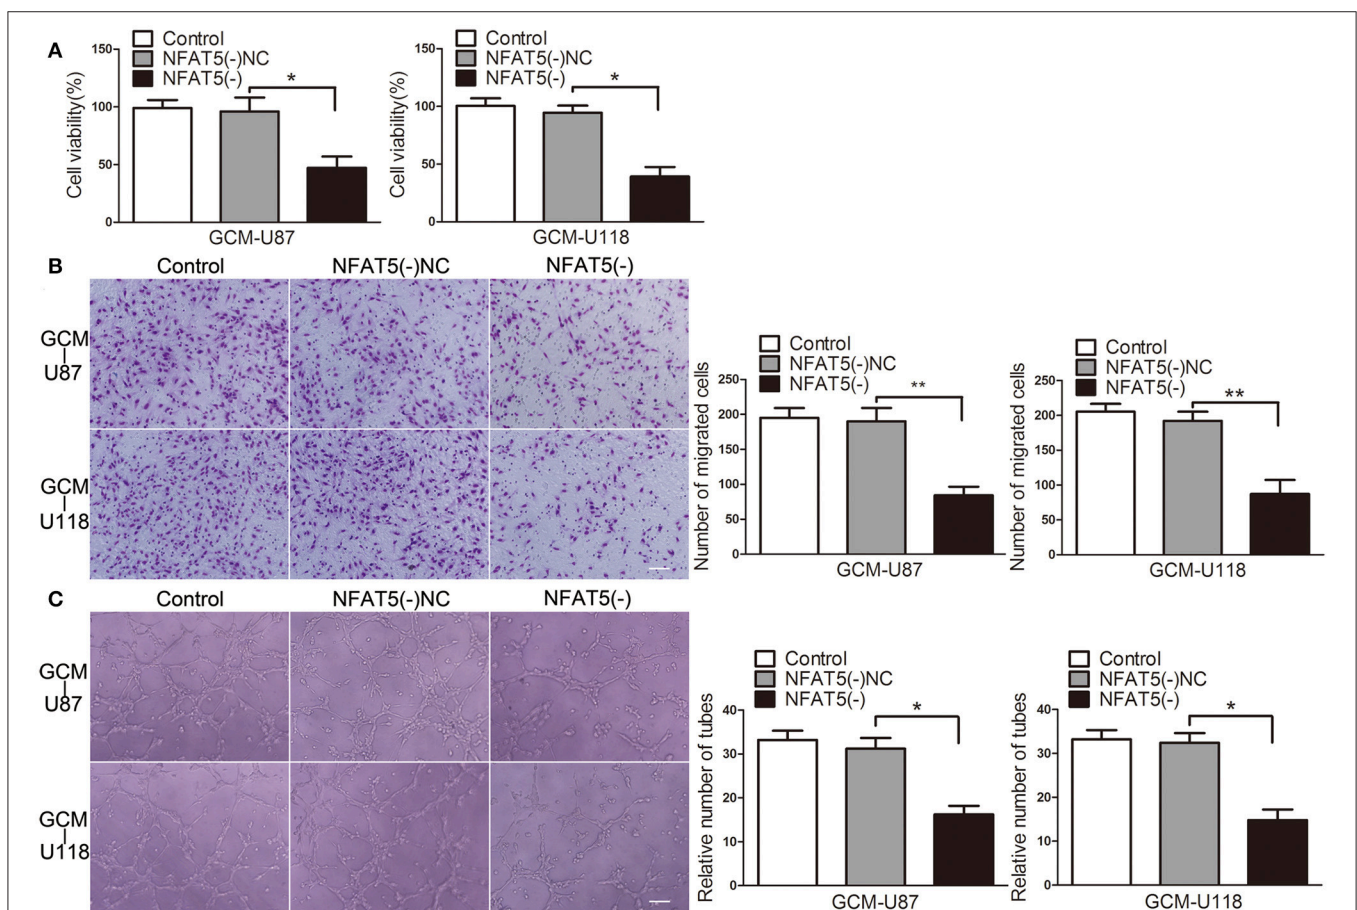 A
Control
NFAT5(-)NC
NFAT5(-)
*
Cell viability(%)
150
100
50
0
GCM-U87
Control
NFAT5(-)NC
NFAT5(-)
*
Cell viability(%)
150
100
50
0
GCM-U118
B
Control
NFAT5(-)NC
NFAT5(-)
GCM
U87
GCM
U118
Control
NFAT5(-)NC
NFAT5(-)
**
Number of migrated cells
250
200
150
100
50
0
GCM-U87
Control
NFAT5(-)NC
NFAT5(-)
**
Number of migrated cells
250
200
150
100
50
0
GCM-U118
C
Control
NFAT5(-)NC
NFAT5(-)
GCM
U87
GCM
U118
Control
NFAT5(-)NC
NFAT5(-)
*
Relative number of tubes
40
30
20
10
0
GCM-U87
Control
NFAT5(-)NC
NFAT5(-)
*
Relative number of tubes
40
30
20
10
0
GCM-U118